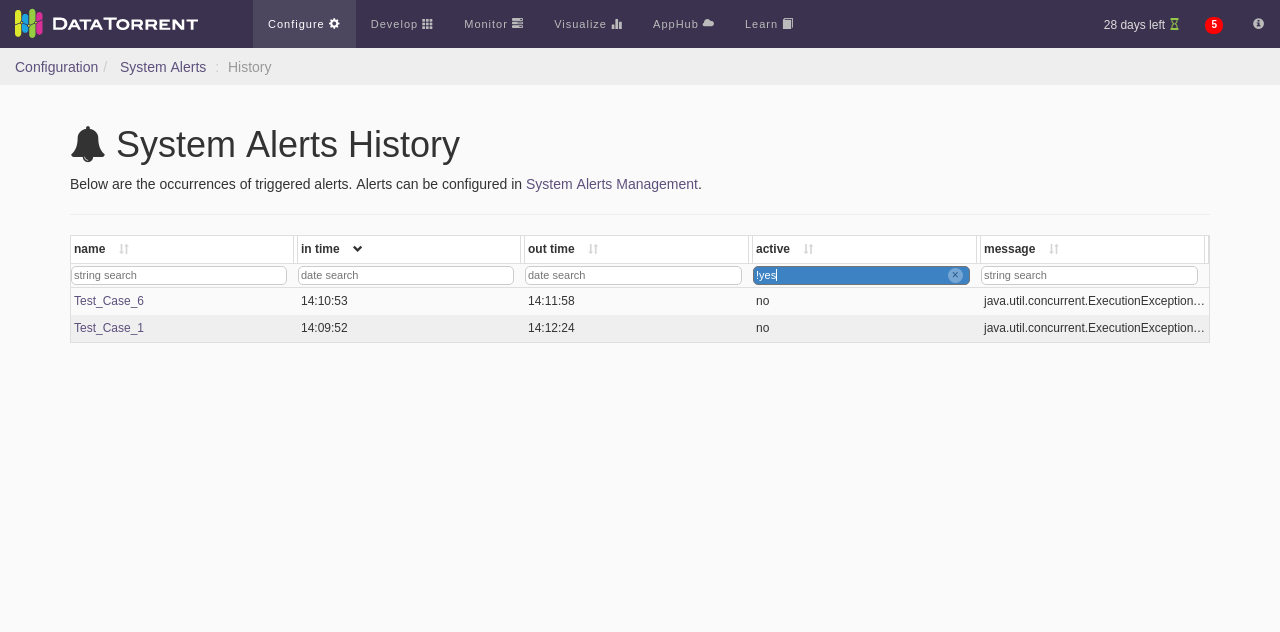 DATATORRENT Configure Develop Monitor Visualize AppHub Learn 28 days left 5
Configuration / System Alerts : History
System Alerts History
Below are the occurrences of triggered alerts. Alerts can be configured in System Alerts Management.
name in time out time active message
string search date search date search !yes × string search
Test_Case_6 14:10:53 14:11:58 no java.util.concurrent.ExecutionException…
Test_Case_1 14:09:52 14:12:24 no java.util.concurrent.ExecutionException…